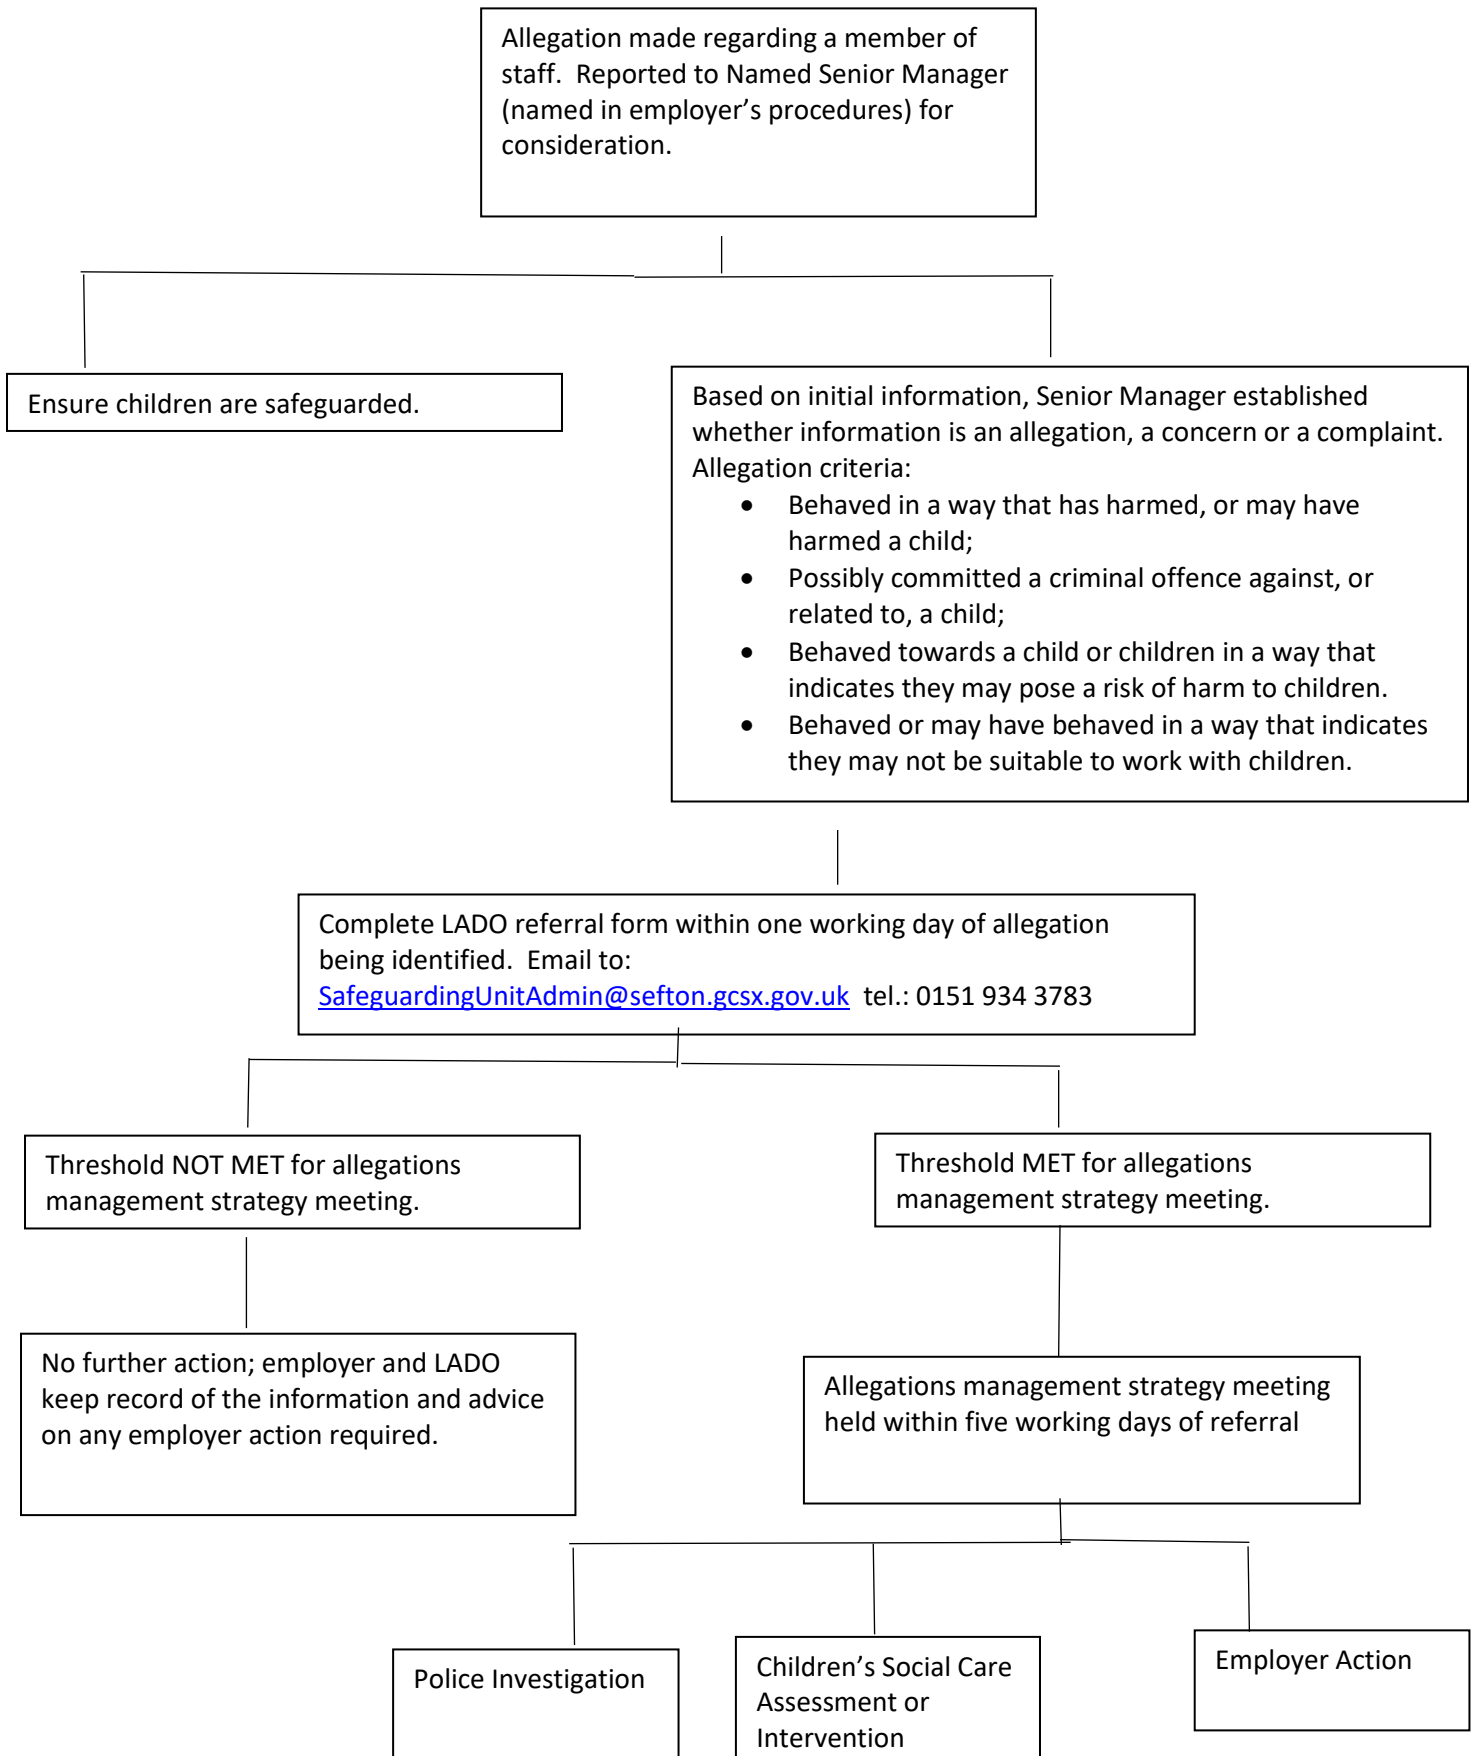 Allegation made regarding a member of
staff.  Reported to Named Senior Manager
(named in employer’s procedures) for
consideration.
Ensure children are safeguarded.
Based on initial information, Senior Manager established
whether information is an allegation, a concern or a complaint.
Allegation criteria:
• Behaved in a way that has harmed, or may have
harmed a child;
• Possibly committed a criminal offence against, or
related to, a child;
• Behaved towards a child or children in a way that
indicates they may pose a risk of harm to children.
• Behaved or may have behaved in a way that indicates
they may not be suitable to work with children.
Complete LADO referral form within one working day of allegation
being identified.  Email to:
SafeguardingUnitAdmin@sefton.gcsx.gov.uk  tel.: 0151 934 3783
Threshold NOT MET for allegations
management strategy meeting.
Threshold MET for allegations
management strategy meeting.
No further action; employer and LADO
keep record of the information and advice
on any employer action required.
Allegations management strategy meeting
held within five working days of referral
Police Investigation
Children’s Social Care
Assessment or
Intervention
Employer Action